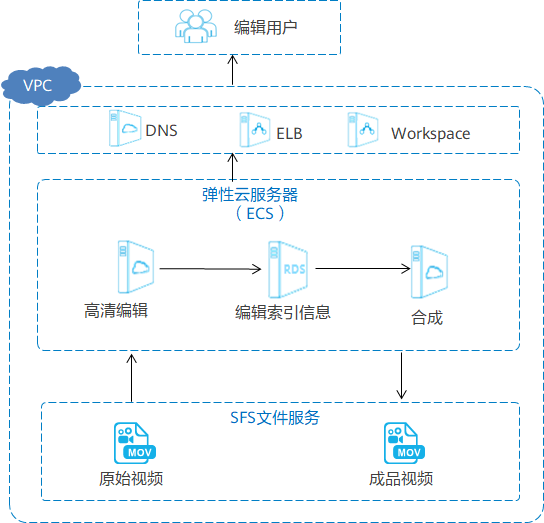 编辑用户
VPC
DNS
ELB
Workspace
弹性云服务器
（ECS）
RDS
高清编辑
编辑索引信息
合成
SFS文件服务
MOV
MOV
原始视频
成品视频